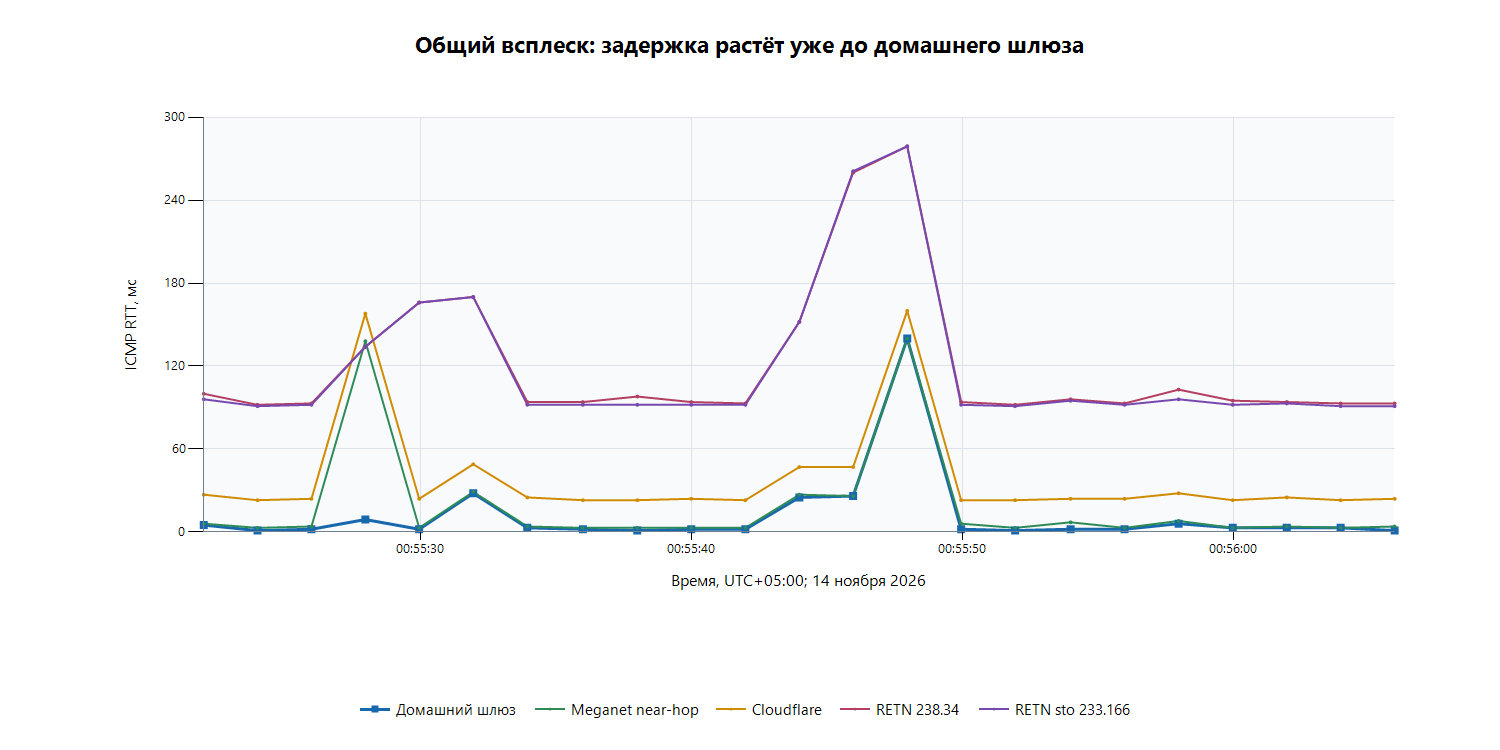 Общий всплеск: задержка растёт уже до домашнего шлюза
300
240
180
120
60
0
ICMP RTT, мс
00:55:30 00:55:40 00:55:50 00:56:00
Время, UTC+05:00; 14 ноября 2026
Домашний шлюз Meganet near-hop Cloudflare RETN 238.34 RETN sto 233.166